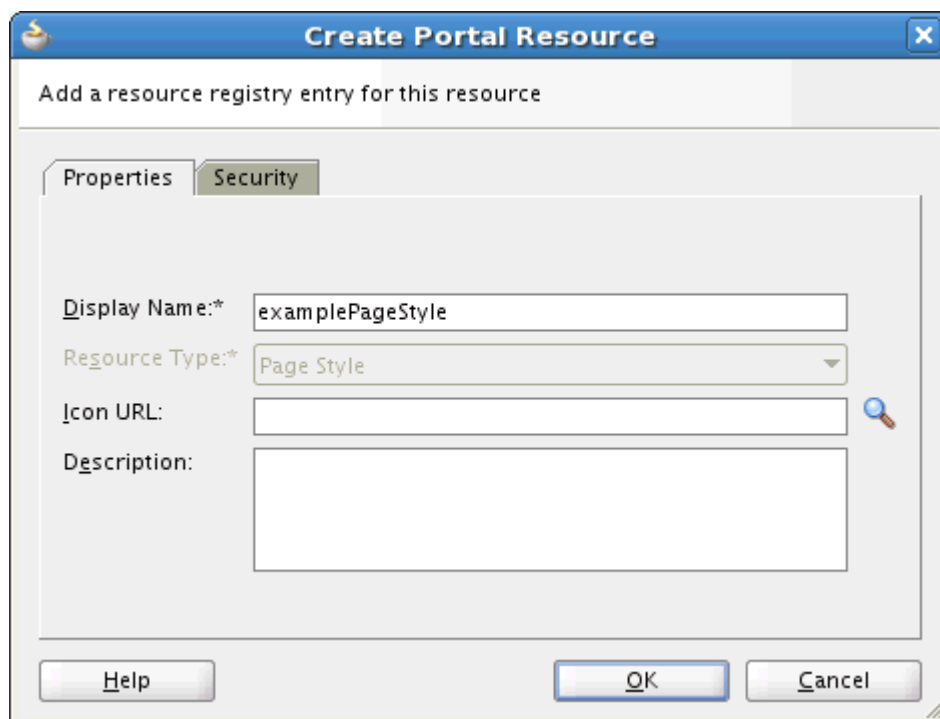 Create Portal Resource
Add a resource registry entry for this resource
Properties Security
Display Name:* examplePageStyle
Resource Type:* Page Style
Icon URL:
Description:
Help OK Cancel